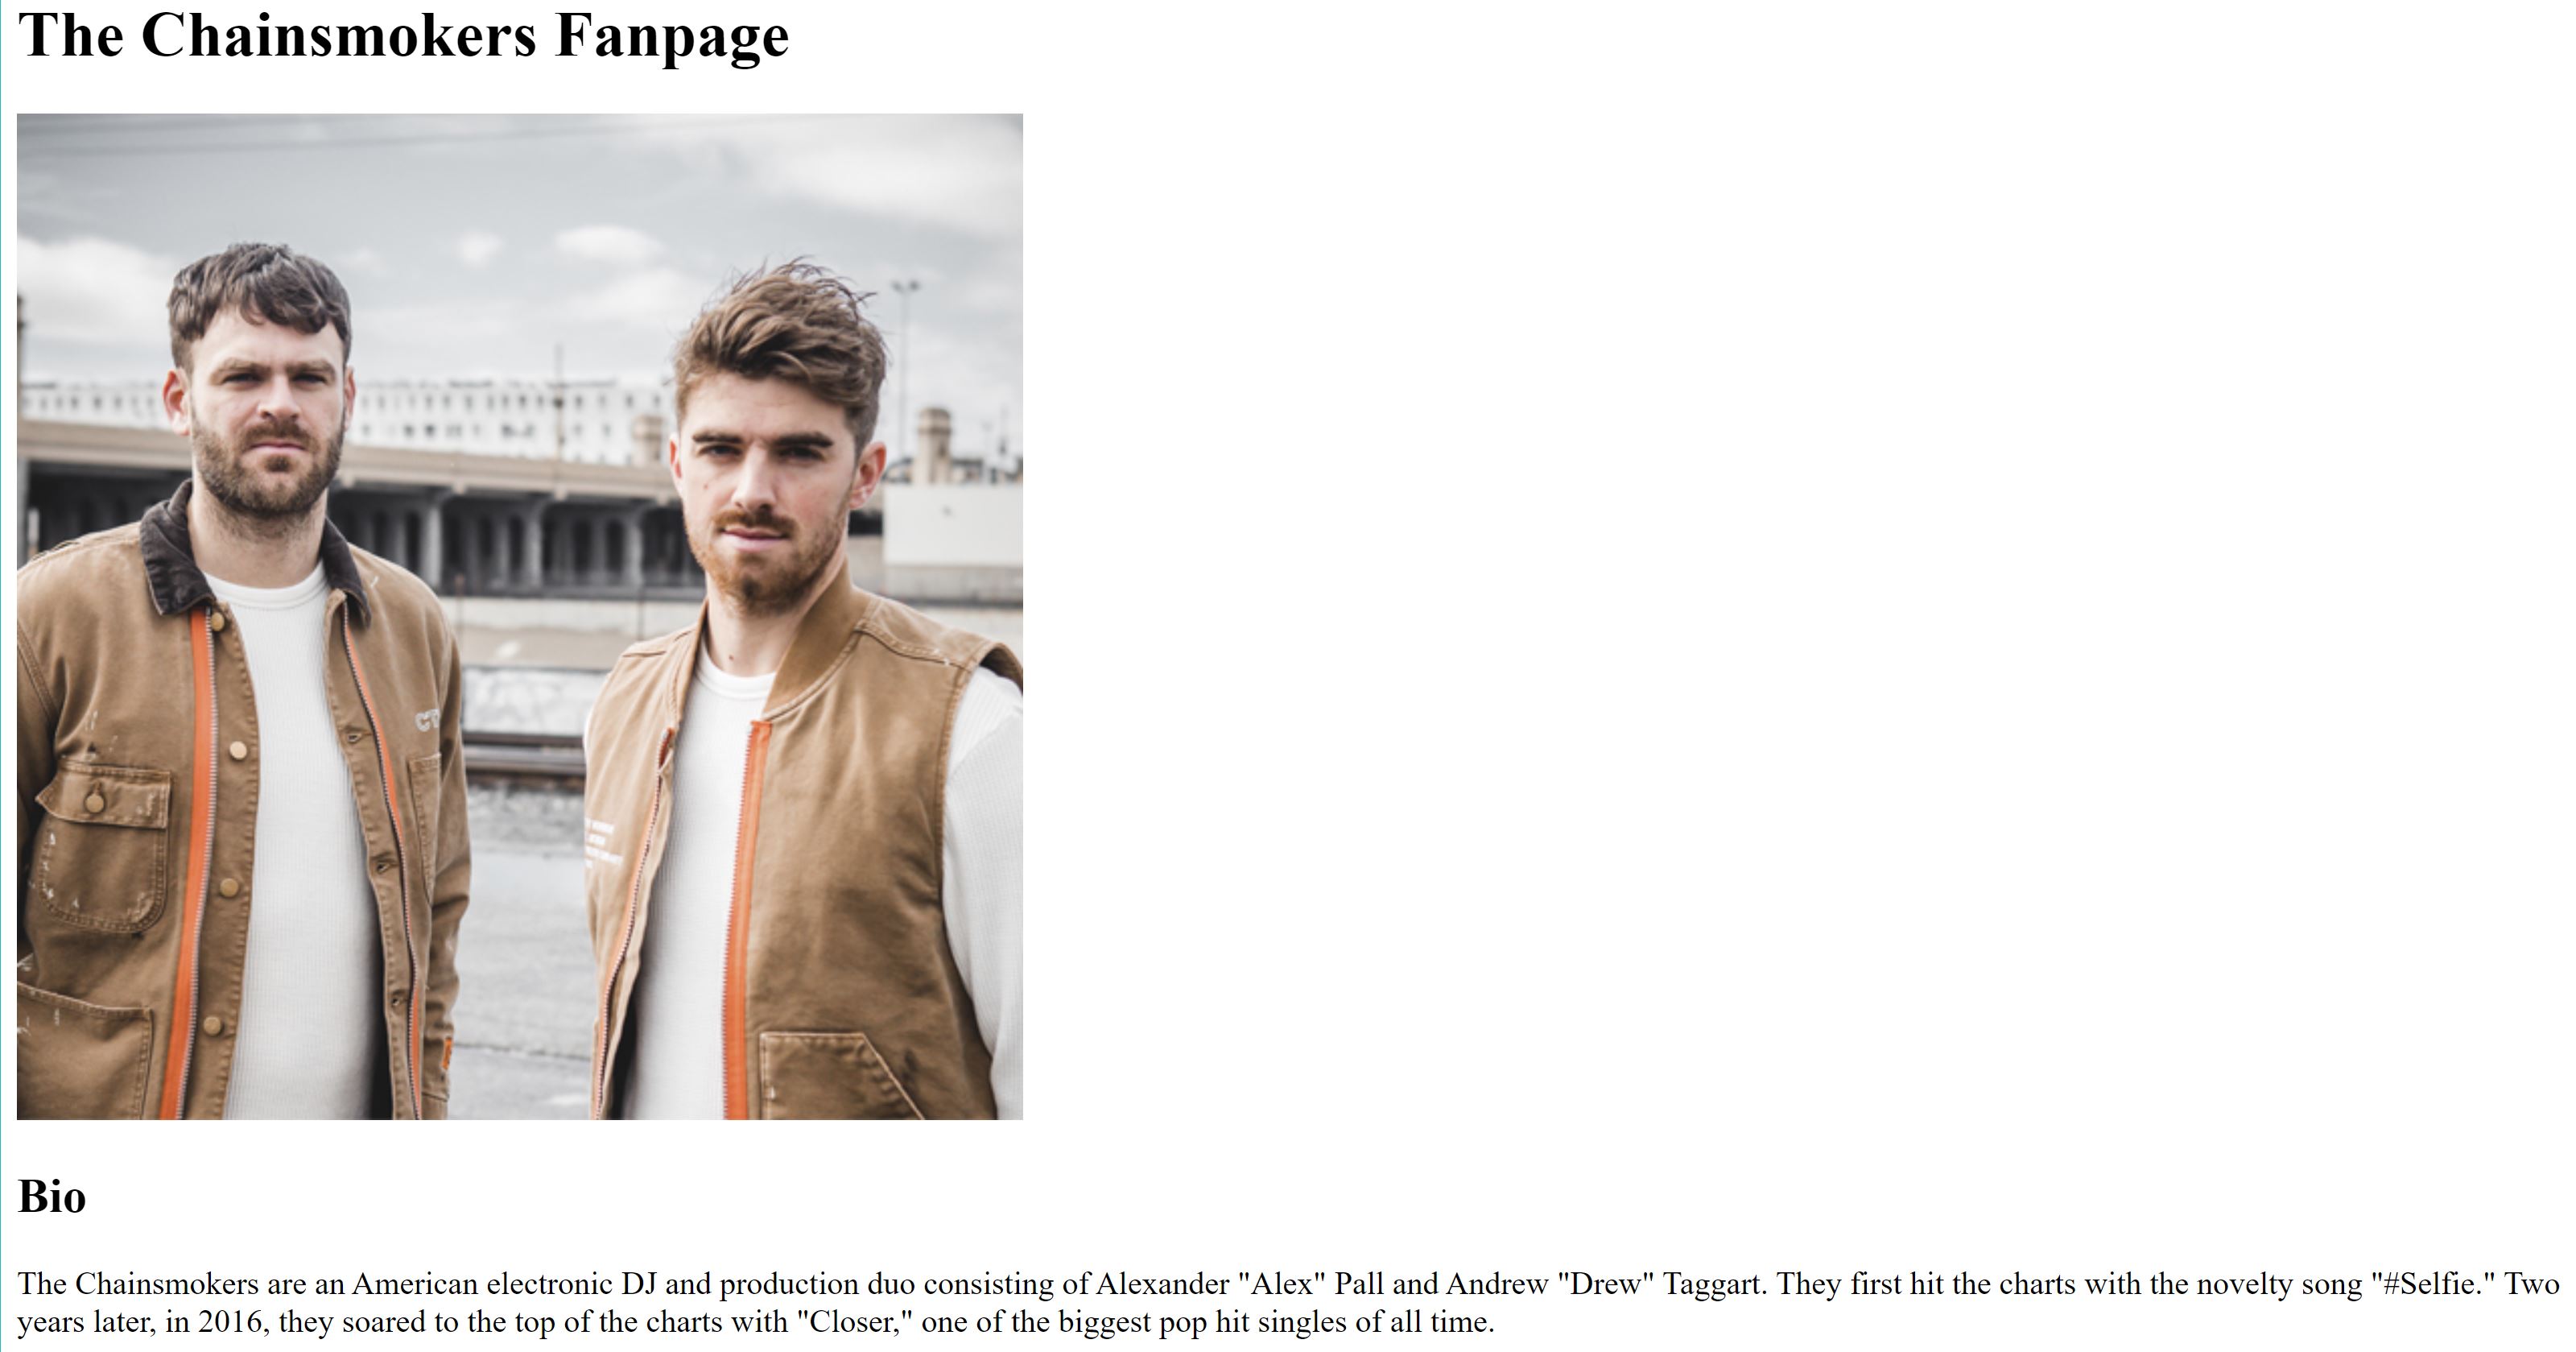 The Chainsmokers Fanpage
Bio
The Chainsmokers are an American electronic DJ and production duo consisting of Alexander "Alex" Pall and Andrew "Drew" Taggart. They first hit the charts with the novelty song "#Selfie." Two
years later, in 2016, they soared to the top of the charts with "Closer," one of the biggest pop hit singles of all time.